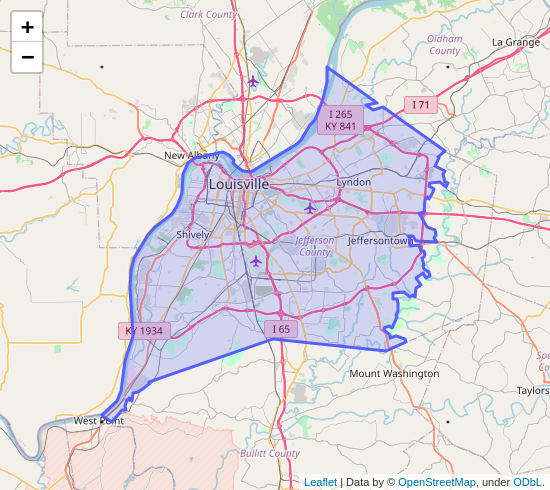 +
−
Clark County
Oldham
County
La Grange
I 71
I 265
KY 841
New Albany
Louisville
Lyndon
Shively
Jefferson
County
Jeffersontown
KY 1934
I 65
Mount Washington
Taylors
West Point
Bullitt County
Leaflet | Data by © OpenStreetMap, under ODbL.